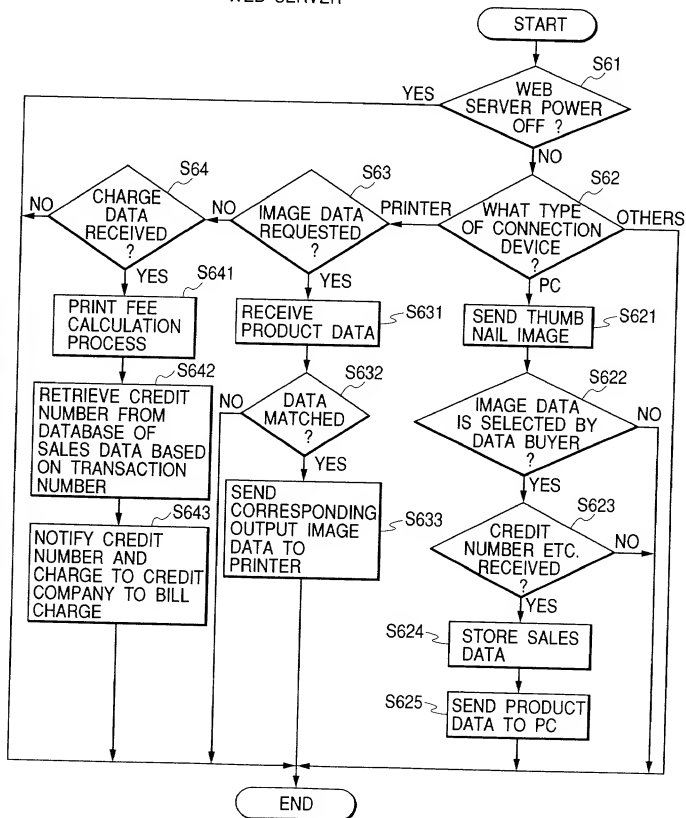 WEB SERVER
START
S61
WEB
SERVER POWER
OFF ?
YES
NO
S62
WHAT TYPE
OF CONNECTION
DEVICE
?
PRINTER
OTHERS
PC
S63
IMAGE DATA
REQUESTED
?
NO
YES
S64
CHARGE
DATA
RECEIVED
?
NO
YES
S641
PRINT FEE
CALCULATION
PROCESS
S642
RETRIEVE CREDIT
NUMBER FROM
DATABASE OF
SALES DATA BASED
ON TRANSACTION
NUMBER
S643
NOTIFY CREDIT
NUMBER AND
CHARGE TO CREDIT
COMPANY TO BILL
CHARGE
RECEIVE
PRODUCT DATA
S631
S632
DATA
MATCHED
?
NO
YES
SEND
CORRESPONDING
OUTPUT IMAGE
DATA TO
PRINTER
S633
SEND THUMB
NAIL IMAGE
S621
S622
IMAGE DATA
IS SELECTED BY
DATA BUYER
?
NO
YES
S623
CREDIT
NUMBER ETC.
RECEIVED
?
NO
YES
S624
STORE SALES
DATA
S625
SEND PRODUCT
DATA TO PC
END